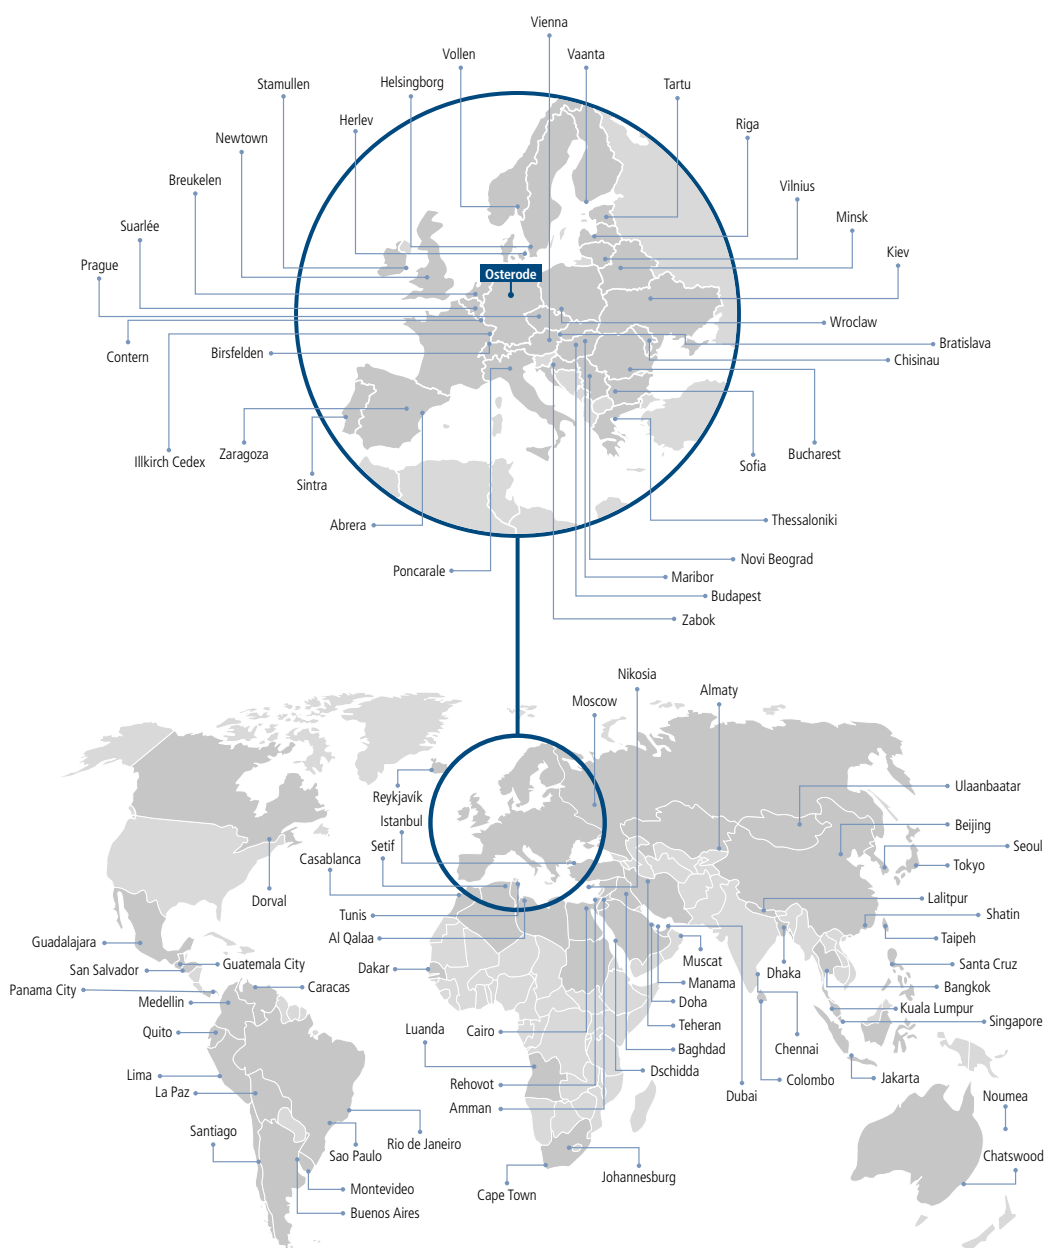 Vienna
Vollen
Vaanta
Stamullen
Helsingborg
Tartu
Herlev
Riga
Newtown
Breukelen
Vilnius
Suarlée
Minsk
Prague
Kiev
Osterode
Wroclaw
Contern
Birsfelden
Bratislava
Chisinau
Illkirch Cedex
Zaragoza
Sofia
Bucharest
Sintra
Abrera
Thessaloniki
Poncarale
Novi Beograd
Maribor
Budapest
Zabok
Nikosia
Moscow
Almaty
Reykjavík
Ulaanbaatar
Istanbul
Beijing
Setif
Seoul
Casablanca
Tokyo
Dorval
Lalitpur
Tunis
Shatin
Al Qalaa
Taipeh
Guadalajara
Muscat
Guatemala City
Dakar
Dhaka
Santa Cruz
San Salvador
Manama
Panama City
Caracas
Bangkok
Medellin
Doha
Kuala Lumpur
Quito
Luanda
Cairo
Teheran
Singapore
Baghdad
Chennai
Lima
Rehovot
Dschidda
Colombo
Jakarta
La Paz
Amman
Dubai
Noumea
Santiago
Rio de Janeiro
Sao Paulo
Chatswood
Johannesburg
Montevideo
Cape Town
Buenos Aires